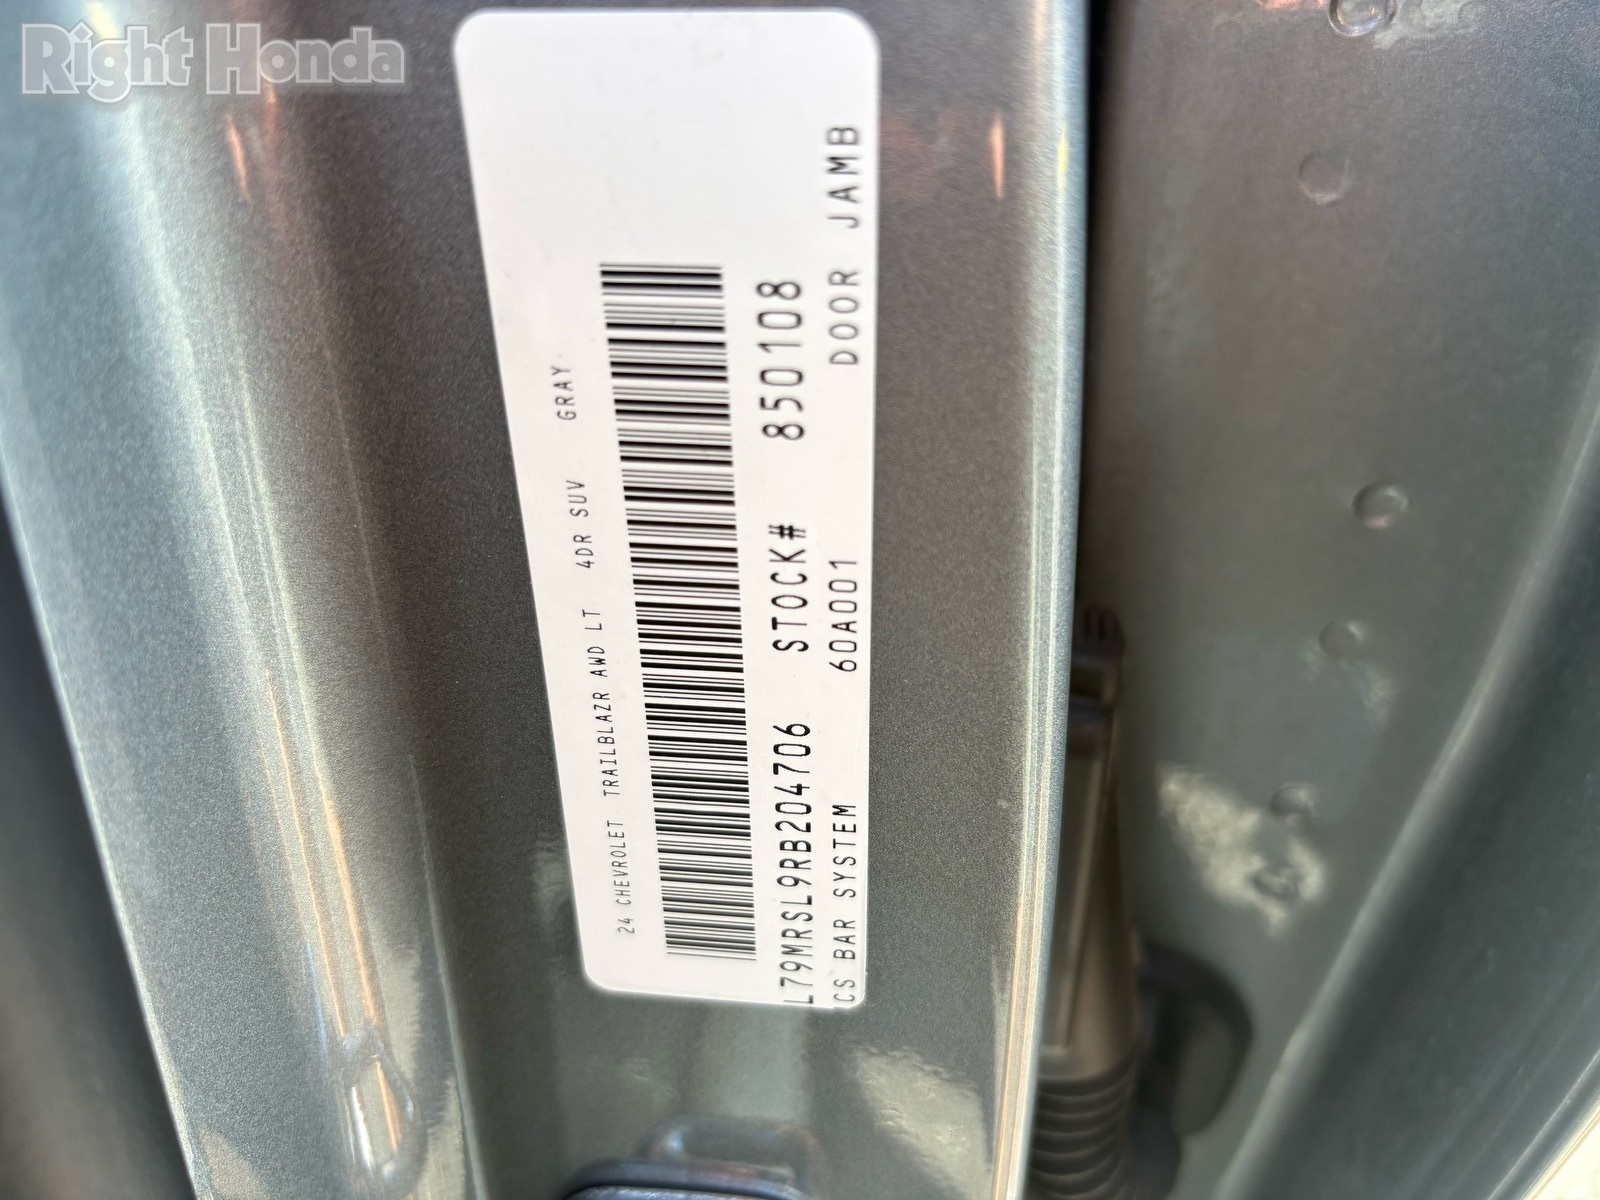 Right Honda
24 CHEVROLET TRAILBLAZR AWD LT 4DR SUV GRAY
L79MRSL9RB204706 STOCK# 850108
CS BAR SYSTEM 60A001 DOOR JAMB